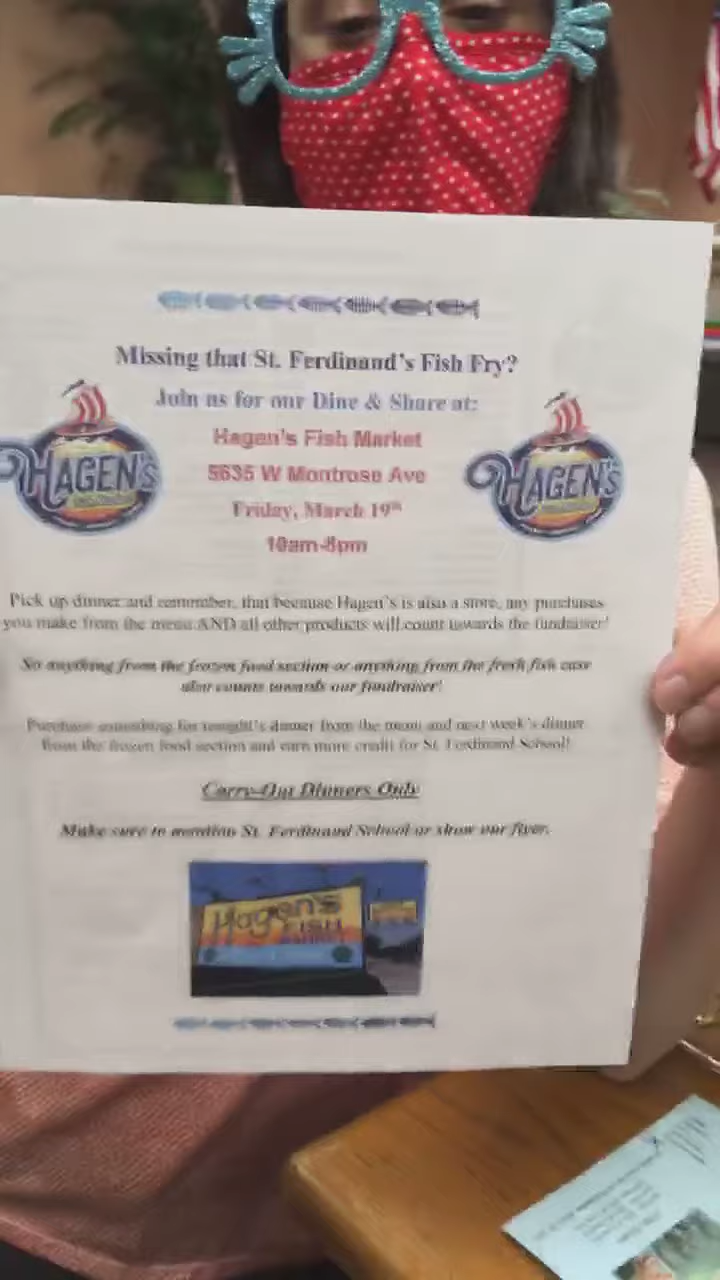 Missing that St. Ferdinand's Fish Fry?
Join us for our Dine & Share at:
Hagen's Fish Market
5635 W Montrose Ave
Friday, March 19th
10am-8pm
HAGEN'S
HAGEN'S
Pick up dinner and remember, that because Hagen's is also a store, any purchases
you make from the menu AND all other products will count towards the fundraiser!
So anything from the frozen food section or anything from the fresh fish case
also counts towards our fundraiser!
Purchase something for tonight's dinner from the menu and next week's dinner
from the frozen food section and earn more credit for St. Ferdinand School!
Carry-Out Dinners Only
Make sure to mention St. Ferdinand School or show our flyer.
Hagen's
FISH